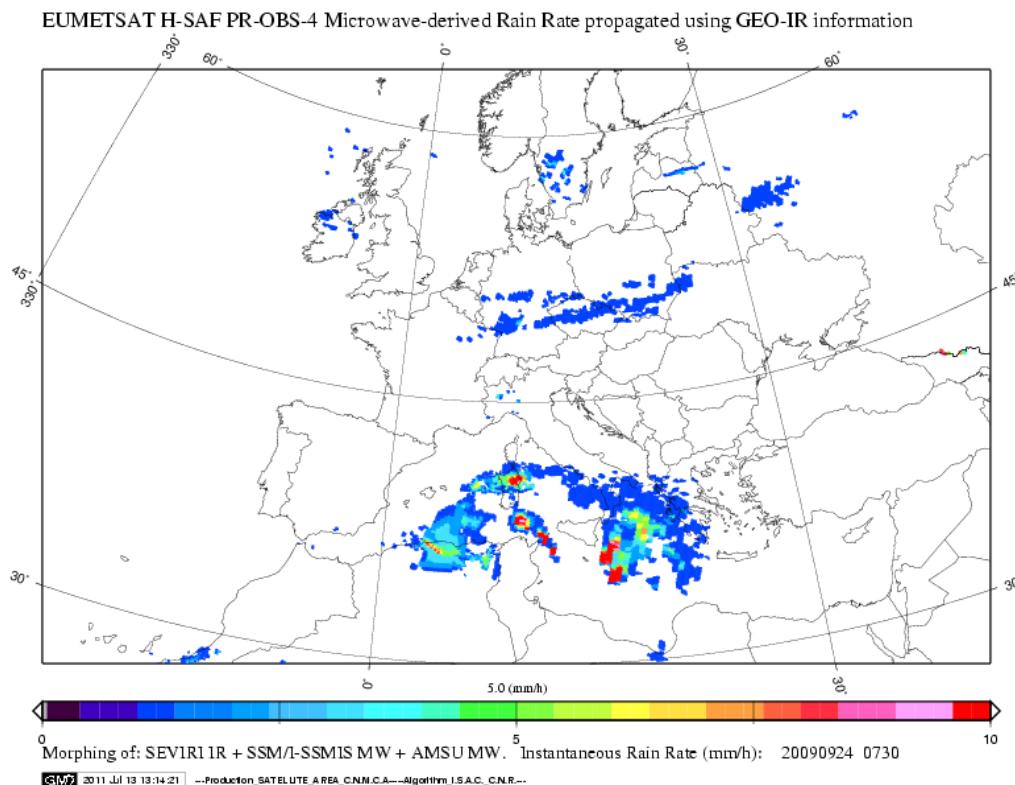 EUMETSAT H-SAF PR-OBS-4 Microwave-derived Rain Rate propagated using GEO-IR information
330° 60° 0° 30° 60°
45° 330° 45
30° 30
0° 30°
5.0 (mm/h)
0 5 10
Morphing of: SEVIRI IR + SSM/I-SSMIS MW + AMSU MW. Instantaneous Rain Rate (mm/h): 20090924 0730
GMT 2011 Jul 13 13:14:21 ---Production_SATELLITE_AREA_C.N.M.C.A----Algorithm_I.S.A.C._C.N.R.---